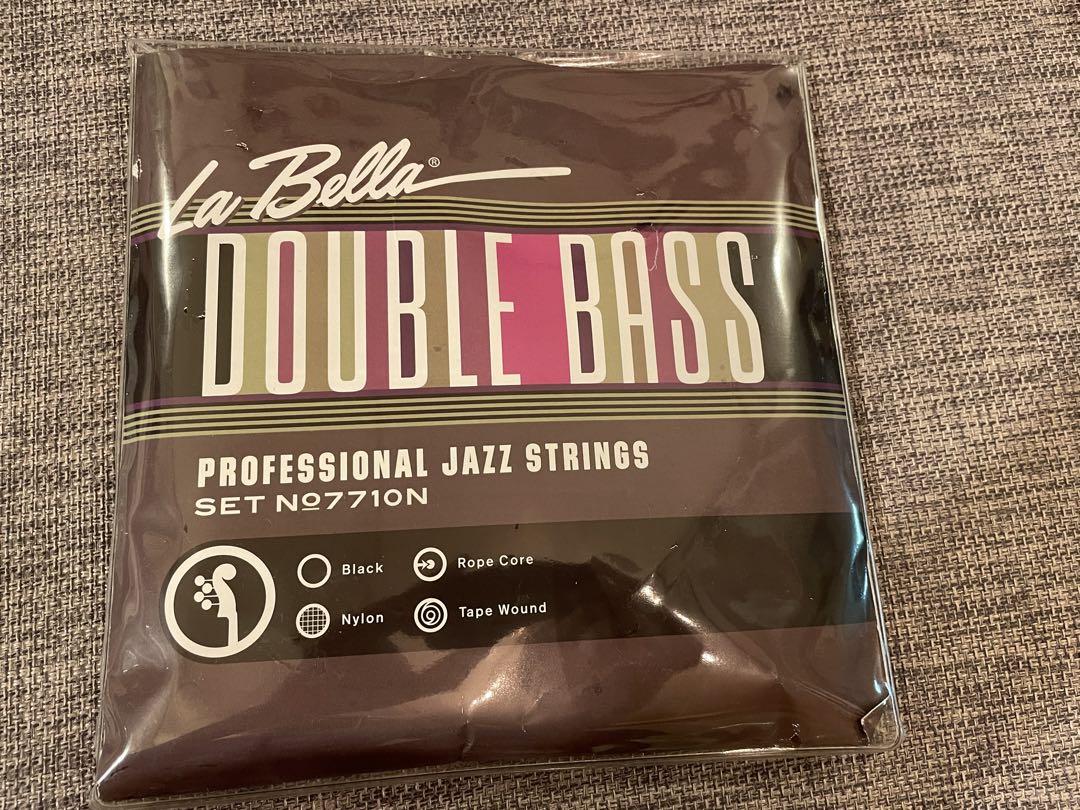 La Bella®
DOUBLE BASS
PROFESSIONAL JAZZ STRINGS
SET Nº7710N
Black
Rope Core
Nylon
Tape Wound